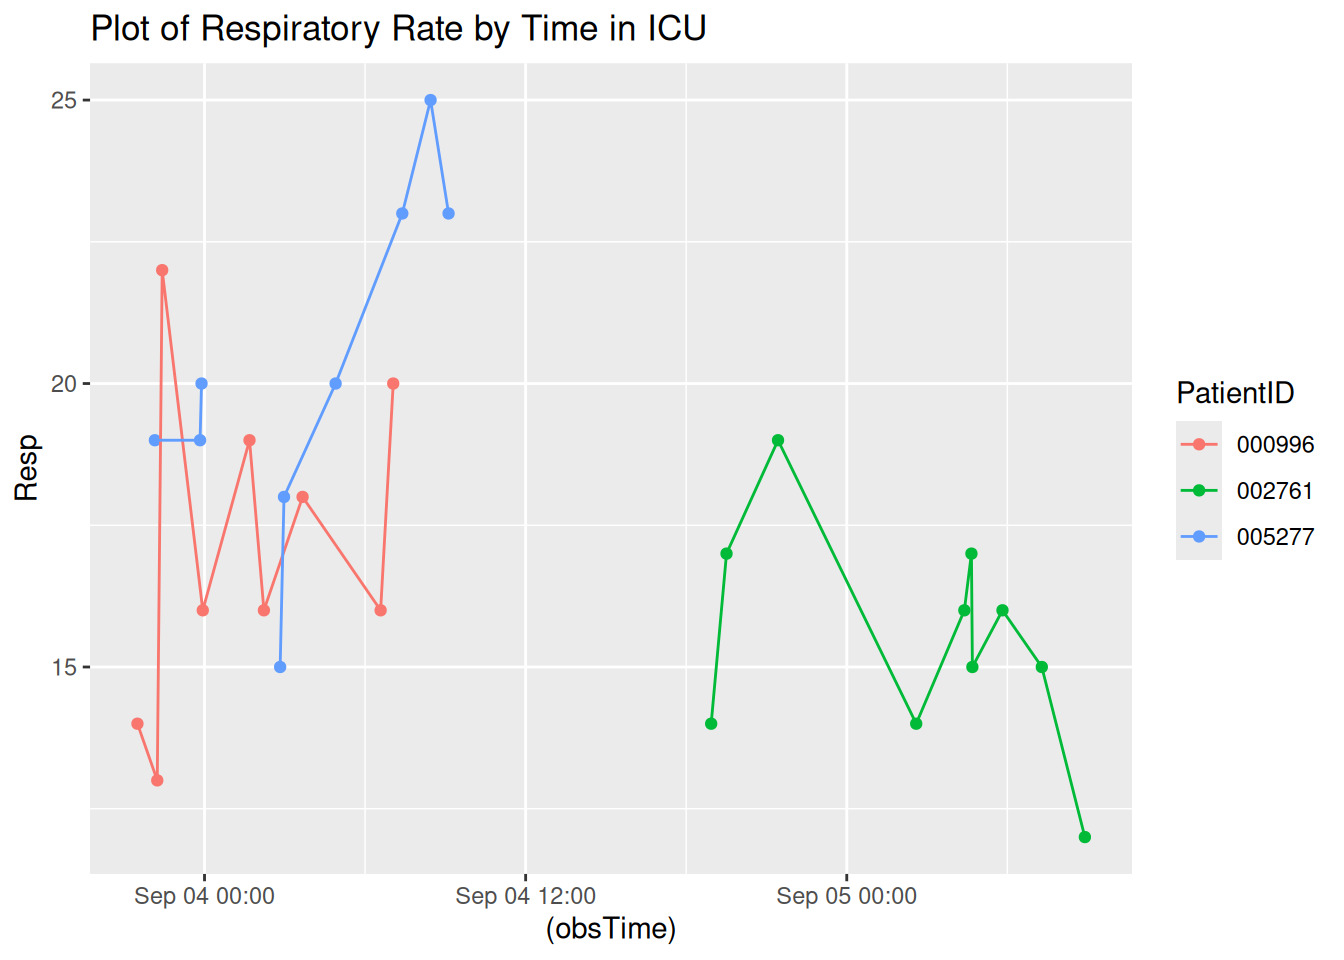 Plot of Respiratory Rate by Time in ICU
25
20
15
Resp
Sep 04 00:00
Sep 04 12:00
Sep 05 00:00
(obsTime)
PatientID
000996
002761
005277